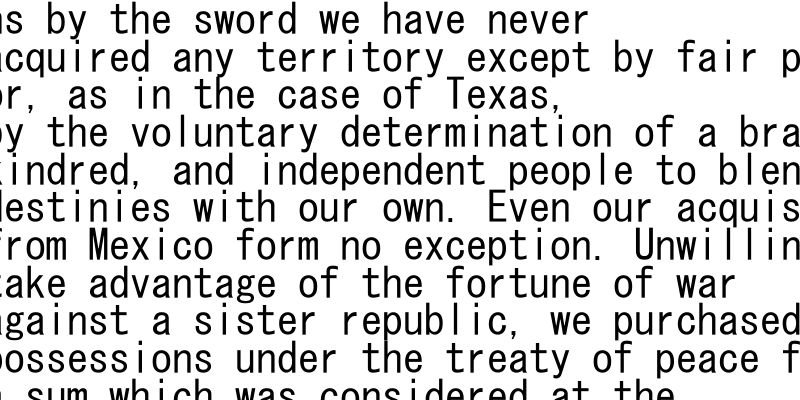 ns by the sword we have never
acquired any territory except by fair p
or, as in the case of Texas,
by the voluntary determination of a bra
kindred, and independent people to blen
destinies with our own. Even our acquis
from Mexico form no exception. Unwillin
take advantage of the fortune of war
against a sister republic, we purchased
possessions under the treaty of peace f
a sum which was considered at the